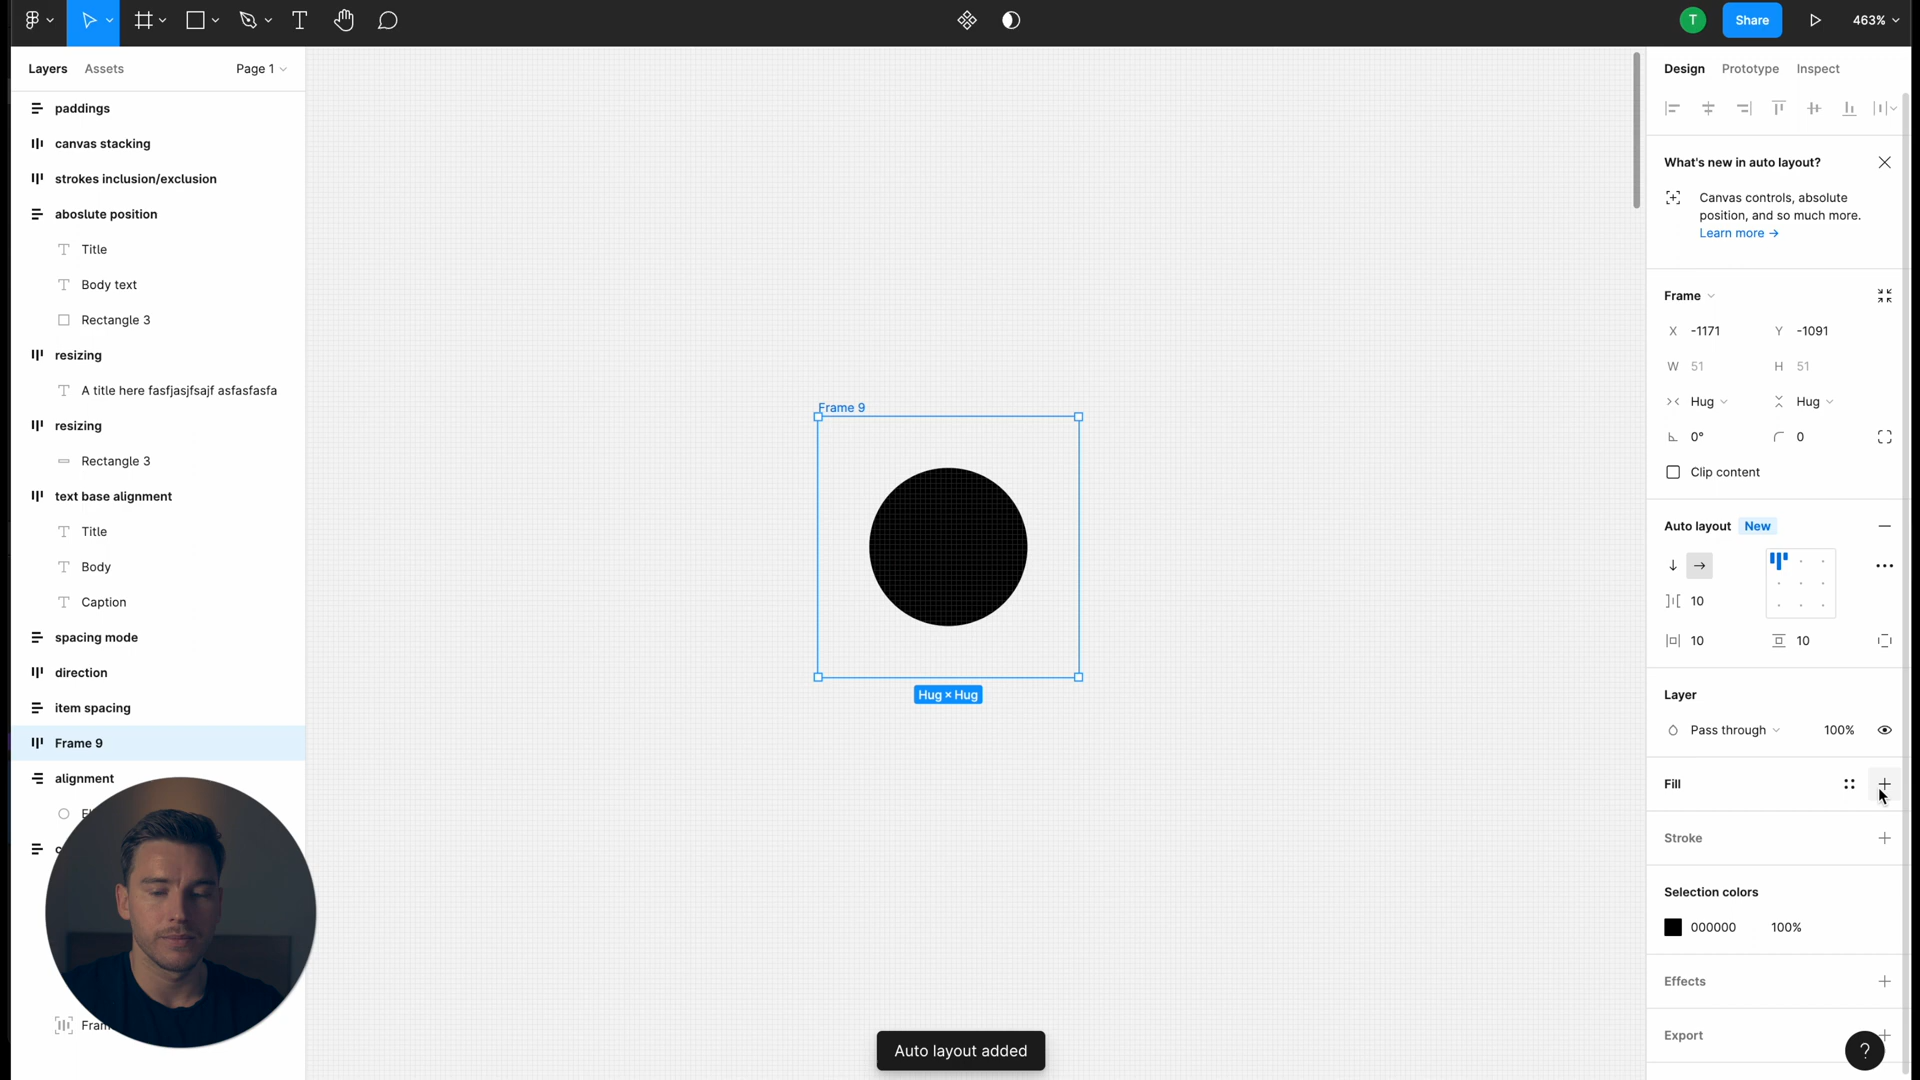 T
Share
463%
Layers
Assets
Page 1
paddings
canvas stacking
strokes inclusion/exclusion
aboslute position
Title
Body text
Rectangle 3
resizing
A title here fasfjasjfsajf asfasfasfa
resizing
Rectangle 3
text base alignment
Title
Body
Caption
spacing mode
direction
item spacing
Frame 9
alignment
Frame 9
Hug × Hug
Auto layout added
Design
Prototype
Inspect
What's new in auto layout?
Canvas controls, absolute
position, and so much more.
Learn more →
Frame
X -1171 Y -1091
W 51 H 51
Hug Hug
0° 0
Clip content
Auto layout New
10
10 10
Layer
Pass through 100%
Fill
Stroke
Selection colors
000000 100%
Effects
Export
?